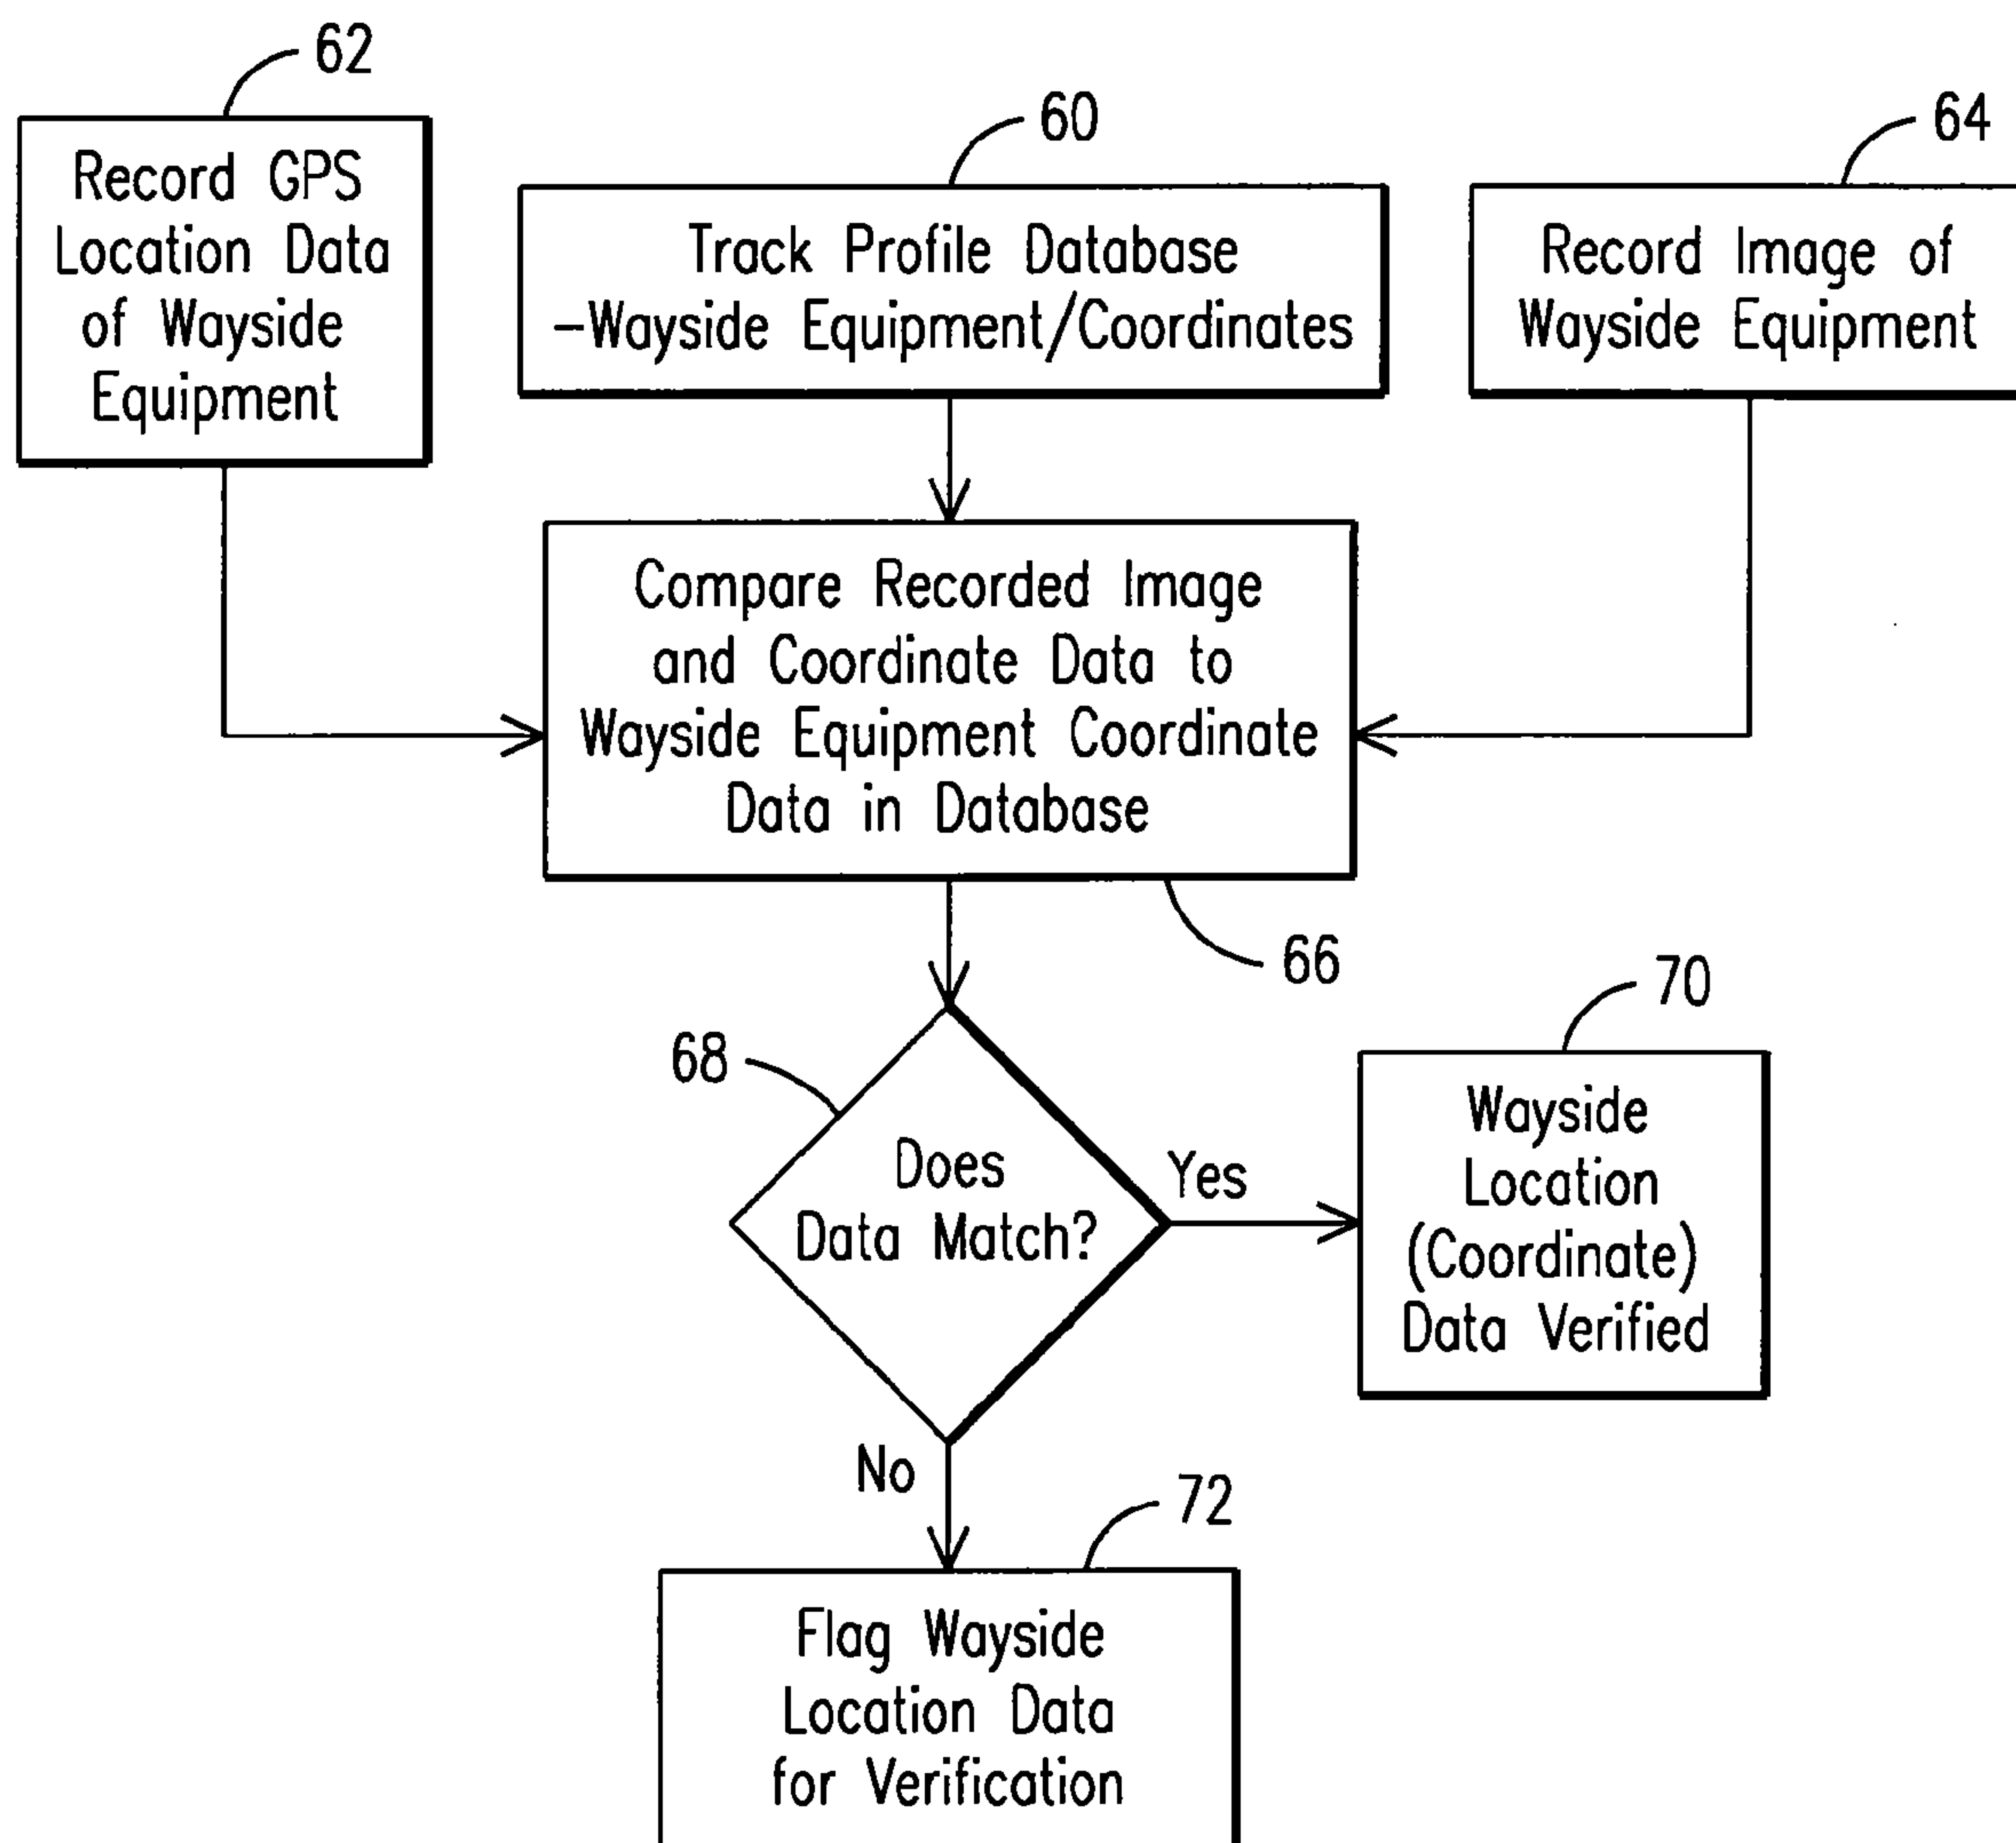 62
Record GPS
Location Data
of Wayside
Equipment
60
Track Profile Database
-Wayside Equipment/Coordinates
64
Record Image of
Wayside Equipment
Compare Recorded Image
and Coordinate Data to
Wayside Equipment Coordinate
Data in Database
66
68
Does
Data Match?
Yes
70
Wayside
Location
(Coordinate)
Data Verified
No
72
Flag Wayside
Location Data
for Verification